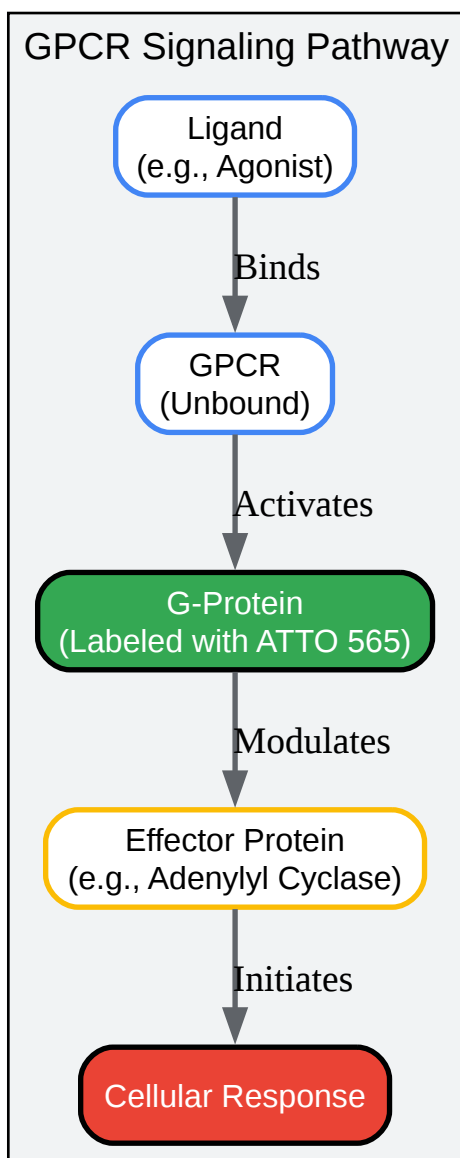 GPCR Signaling Pathway
Ligand
(e.g., Agonist)
Binds
GPCR
(Unbound)
Activates
G-Protein
(Labeled with ATTO 565)
Modulates
Effector Protein
(e.g., Adenylyl Cyclase)
Initiates
Cellular Response